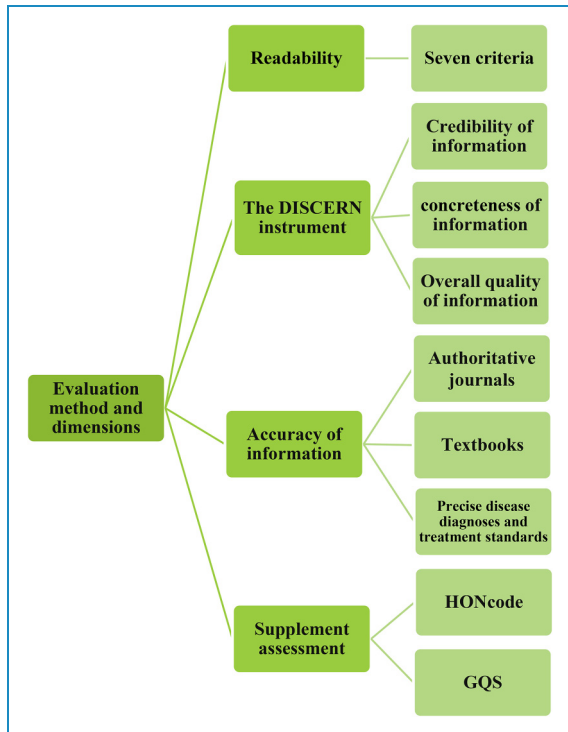 Evaluation
method and
dimensions
Readability
Seven criteria
The DISCERN
instrument
Credibility of
information
concreteness of
information
Overall quality
of information
Accuracy of
information
Authoritative
journals
Textbooks
Precise disease
diagnoses and
treatment standards
Supplement
assessment
HONcode
GQS